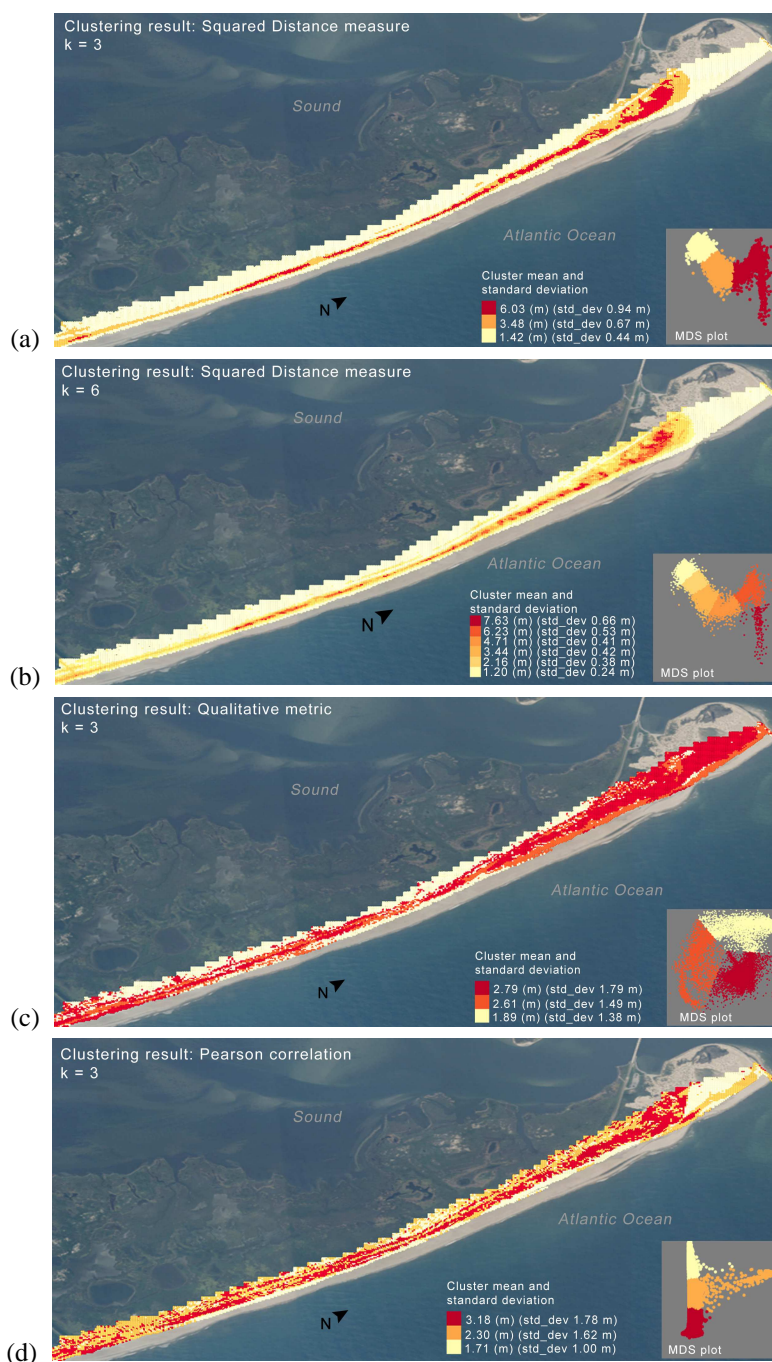 Clustering result: Squared Distance measure
k = 3
Sound
Atlantic Ocean
Cluster mean and
standard deviation
6.03 (m) (std_dev 0.94 m)
3.48 (m) (std_dev 0.67 m)
1.42 (m) (std_dev 0.44 m)
N
MDS plot
(a)
Clustering result: Squared Distance measure
k = 6
Sound
Atlantic Ocean
Cluster mean and
standard deviation
7.63 (m) (std_dev 0.66 m)
6.23 (m) (std_dev 0.53 m)
4.71 (m) (std_dev 0.41 m)
3.44 (m) (std_dev 0.42 m)
2.16 (m) (std_dev 0.38 m)
1.20 (m) (std_dev 0.24 m)
N
MDS plot
(b)
Clustering result: Qualitative metric
k = 3
Sound
Atlantic Ocean
Cluster mean and
standard deviation
2.79 (m) (std_dev 1.79 m)
2.61 (m) (std_dev 1.49 m)
1.89 (m) (std_dev 1.38 m)
N
MDS plot
(c)
Clustering result: Pearson correlation
k = 3
Sound
Atlantic Ocean
Cluster mean and
standard deviation
3.18 (m) (std_dev 1.78 m)
2.30 (m) (std_dev 1.62 m)
1.71 (m) (std_dev 1.00 m)
N
MDS plot
(d)